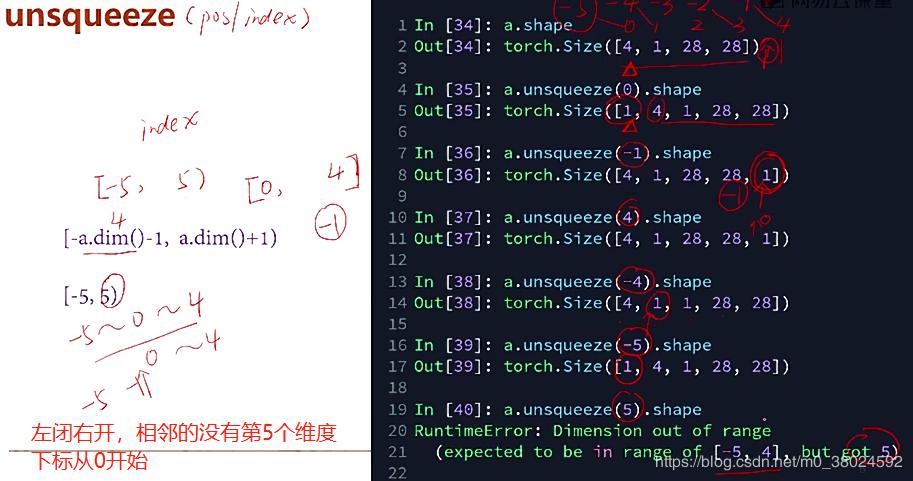 unsqueeze (pos/index)
index
[-5, 5) [0, 4]
4
-1
[-a.dim()-1, a.dim()+1)
[-5, 5)
-5~0~4
0~4
-5 -1
左闭右开，相邻的没有第5个维度
下标从0开始
-5 -4 -3 -2 -1
0 1 2 3 4
1 In [34]: a.shape
2 Out[34]: torch.Size([4, 1, 28, 28])
3
4 In [35]: a.unsqueeze(0).shape
5 Out[35]: torch.Size([1, 4, 1, 28, 28])
6
7 In [36]: a.unsqueeze(-1).shape
8 Out[36]: torch.Size([4, 1, 28, 28, 1])
-1
9
10 In [37]: a.unsqueeze(4).shape
11 Out[37]: torch.Size([4, 1, 28, 28, 1])
12
13 In [38]: a.unsqueeze(-4).shape
14 Out[38]: torch.Size([4, 1, 1, 28, 28])
15
16 In [39]: a.unsqueeze(-5).shape
17 Out[39]: torch.Size([1, 4, 1, 28, 28])
18
19 In [40]: a.unsqueeze(5).shape
20 RuntimeError: Dimension out of range
21 (expected to be in range of [-5, 4], but got 5)
22
https://blog.csdn.net/m0_38024592